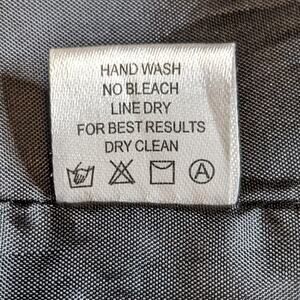 HAND WASH
NO BLEACH
LINE DRY
FOR BEST RESULTS
DRY CLEAN
A